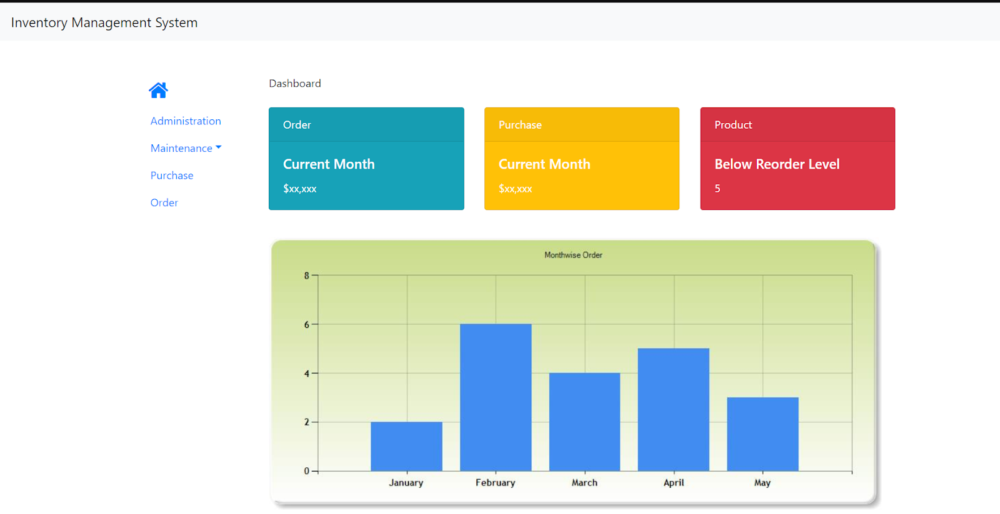 Inventory Management System
Dashboard
Administration
Maintenance
Purchase
Order
Order
Current Month
$xx,xxx
Purchase
Current Month
$xx,xxx
Product
Below Reorder Level
5
Monthwise Order
8
6
4
2
0
January February March April May